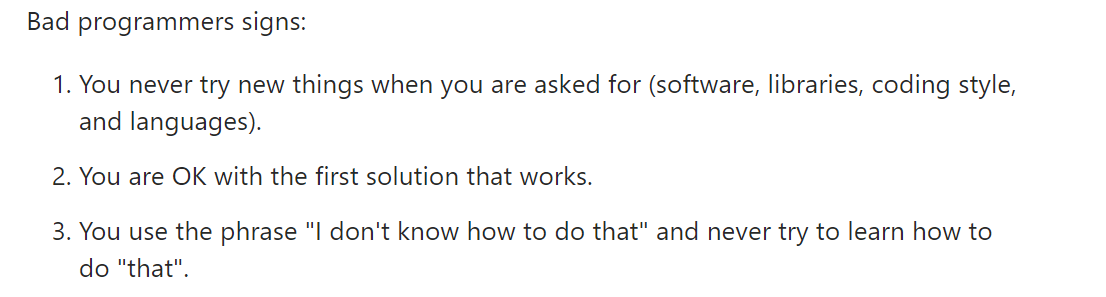 Bad programmers signs:
1. You never try new things when you are asked for (software, libraries, coding style,
and languages).
2. You are OK with the first solution that works.
3. You use the phrase "I don't know how to do that" and never try to learn how to
do "that".